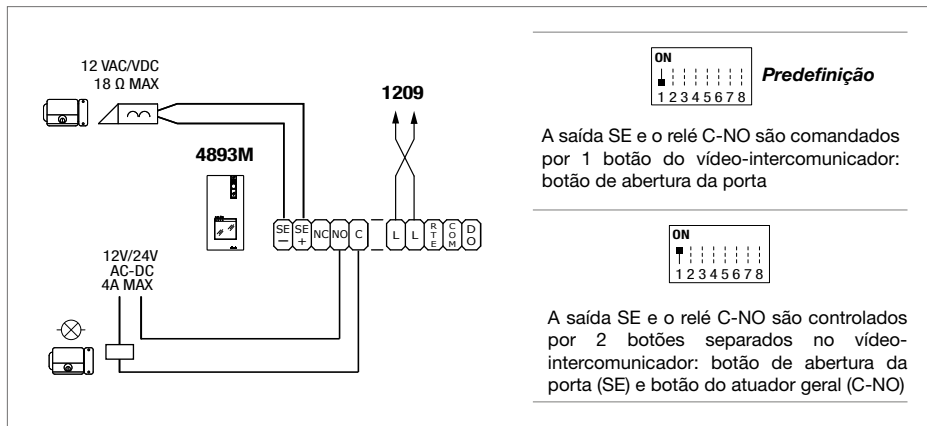 12 VAC/VDC
18 Ω MAX
4893M
1209
SE
—
SE
+
NC
NO
C
L
L
RTE
COM
DO
12V/24V
AC-DC
4A MAX
ON
1 2 3 4 5 6 7 8
Predefinição
A saída SE e o relé C-NO são comandados
por 1 botão do vídeo-intercomunicador:
botão de abertura da porta
ON
1 2 3 4 5 6 7 8
A saída SE e o relé C-NO são controlados
por 2 botões separados no vídeo-
intercomunicador: botão de abertura da
porta (SE) e botão do atuador geral (C-NO)